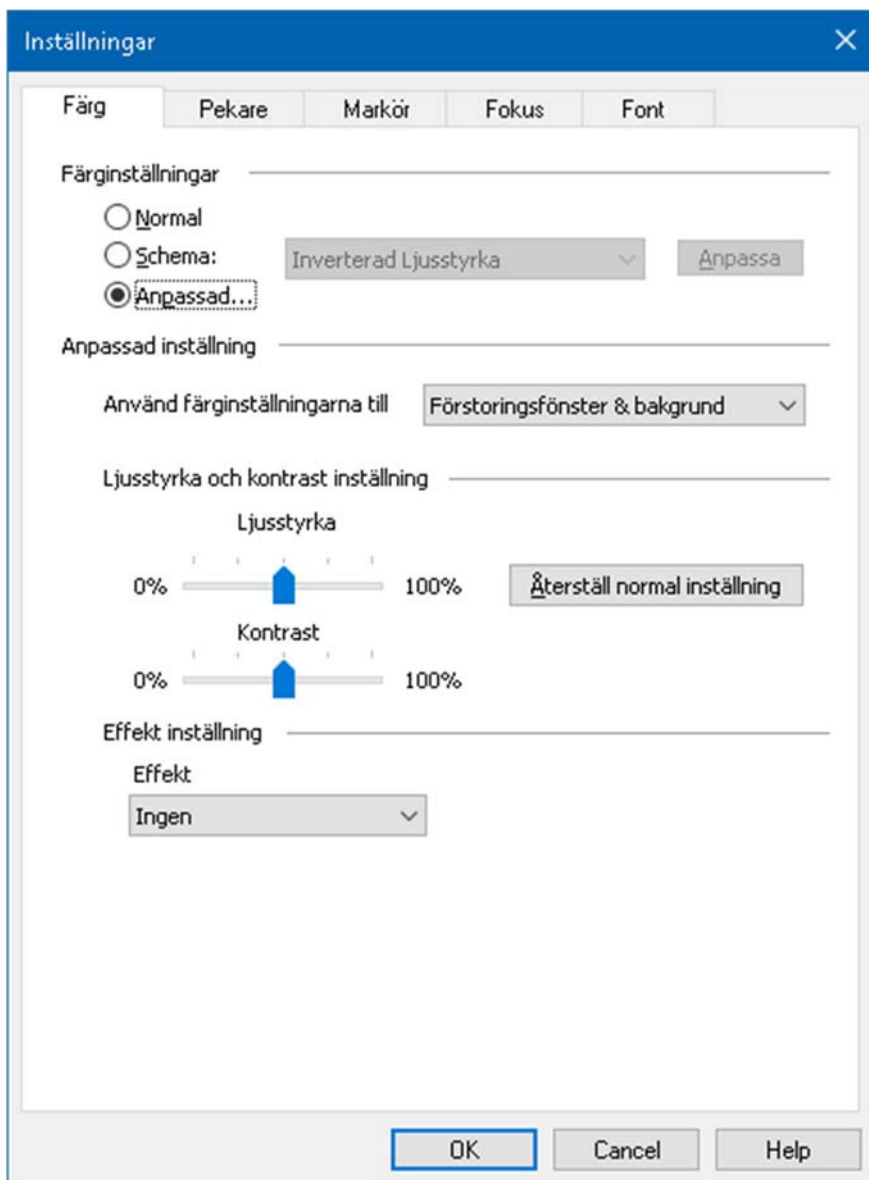 Inställningar
Färg Pekare Markör Fokus Font
Färginställningar
Normal
Schema: Inverterad Ljusstyrka Anpassa
Anpassad...
Anpassad inställning
Använd färginställningarna till Förstoringsfönster & bakgrund
Ljusstyrka och kontrast inställning
Ljusstyrka
0% 100% Återställ normal inställning
Kontrast
0% 100%
Effekt inställning
Effekt
Ingen
OK Cancel Help